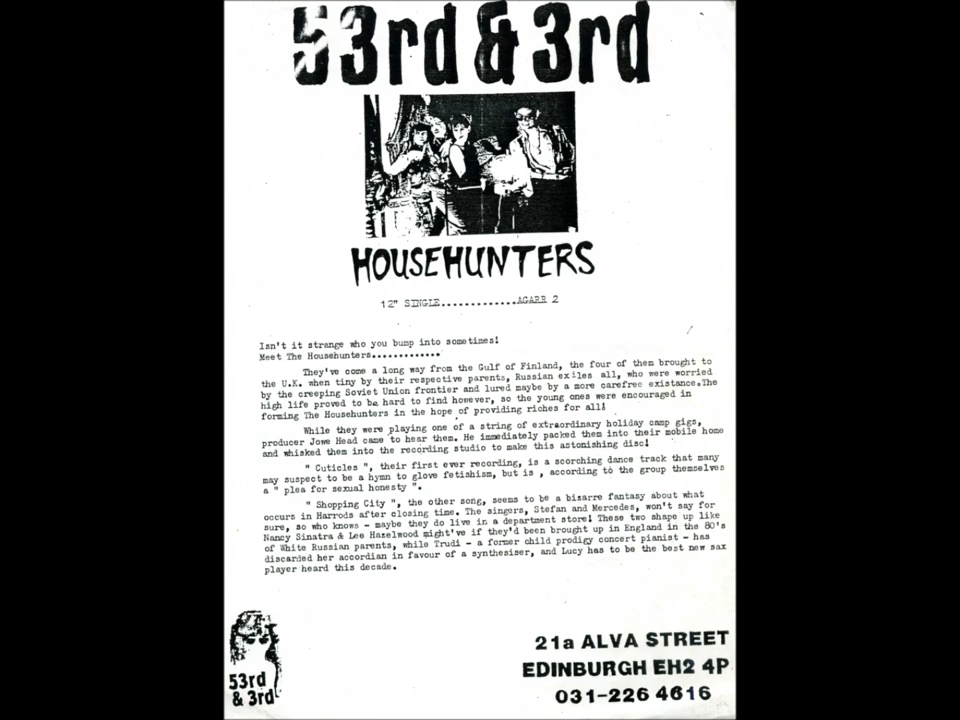 53rd & 3rd
HOUSEHUNTERS
12" SINGLE.............AGARR 2
Isn't it strange who you bump into sometimes!
Meet The Househunters.............
They've come a long way from the Gulf of Finland, the four of them brought to
the U.K. when tiny by their respective parents, Russian exiles all, who were worried
by the creeping Soviet Union frontier and lured maybe by a more carefree existance.The
high life proved to be hard to find however, so the young ones were encouraged in
forming The Househunters in the hope of providing riches for all!
While they were playing one of a string of extraordinary holiday camp gigs,
producer Jowe Head came to hear them. He immediately packed them into their mobile home
and whisked them into the recording studio to make this astonishing disc!
" Cuticles ", their first ever recording, is a scorching dance track that many
may suspect to be a hymn to glove fetishism, but is , according to the group themselves
a " plea for sexual honesty ".
" Shopping City ", the other song, seems to be a bizarre fantasy about what
occurs in Harrods after closing time. The singers, Stefan and Mercedes, won't say for
sure, so who knows - maybe they do live in a department store! These two shape up like
Nancy Sinatra & Lee Hazelwood might've if they'd been brought up in England in the 80's
of White Russian parents, while Trudi - a former child prodigy concert pianist - has
discarded her accordian in favour of a synthesiser, and Lucy has to be the best new sax
player heard this decade.
53rd
& 3rd
21a ALVA STREET
EDINBURGH EH2 4P
031-226 4616